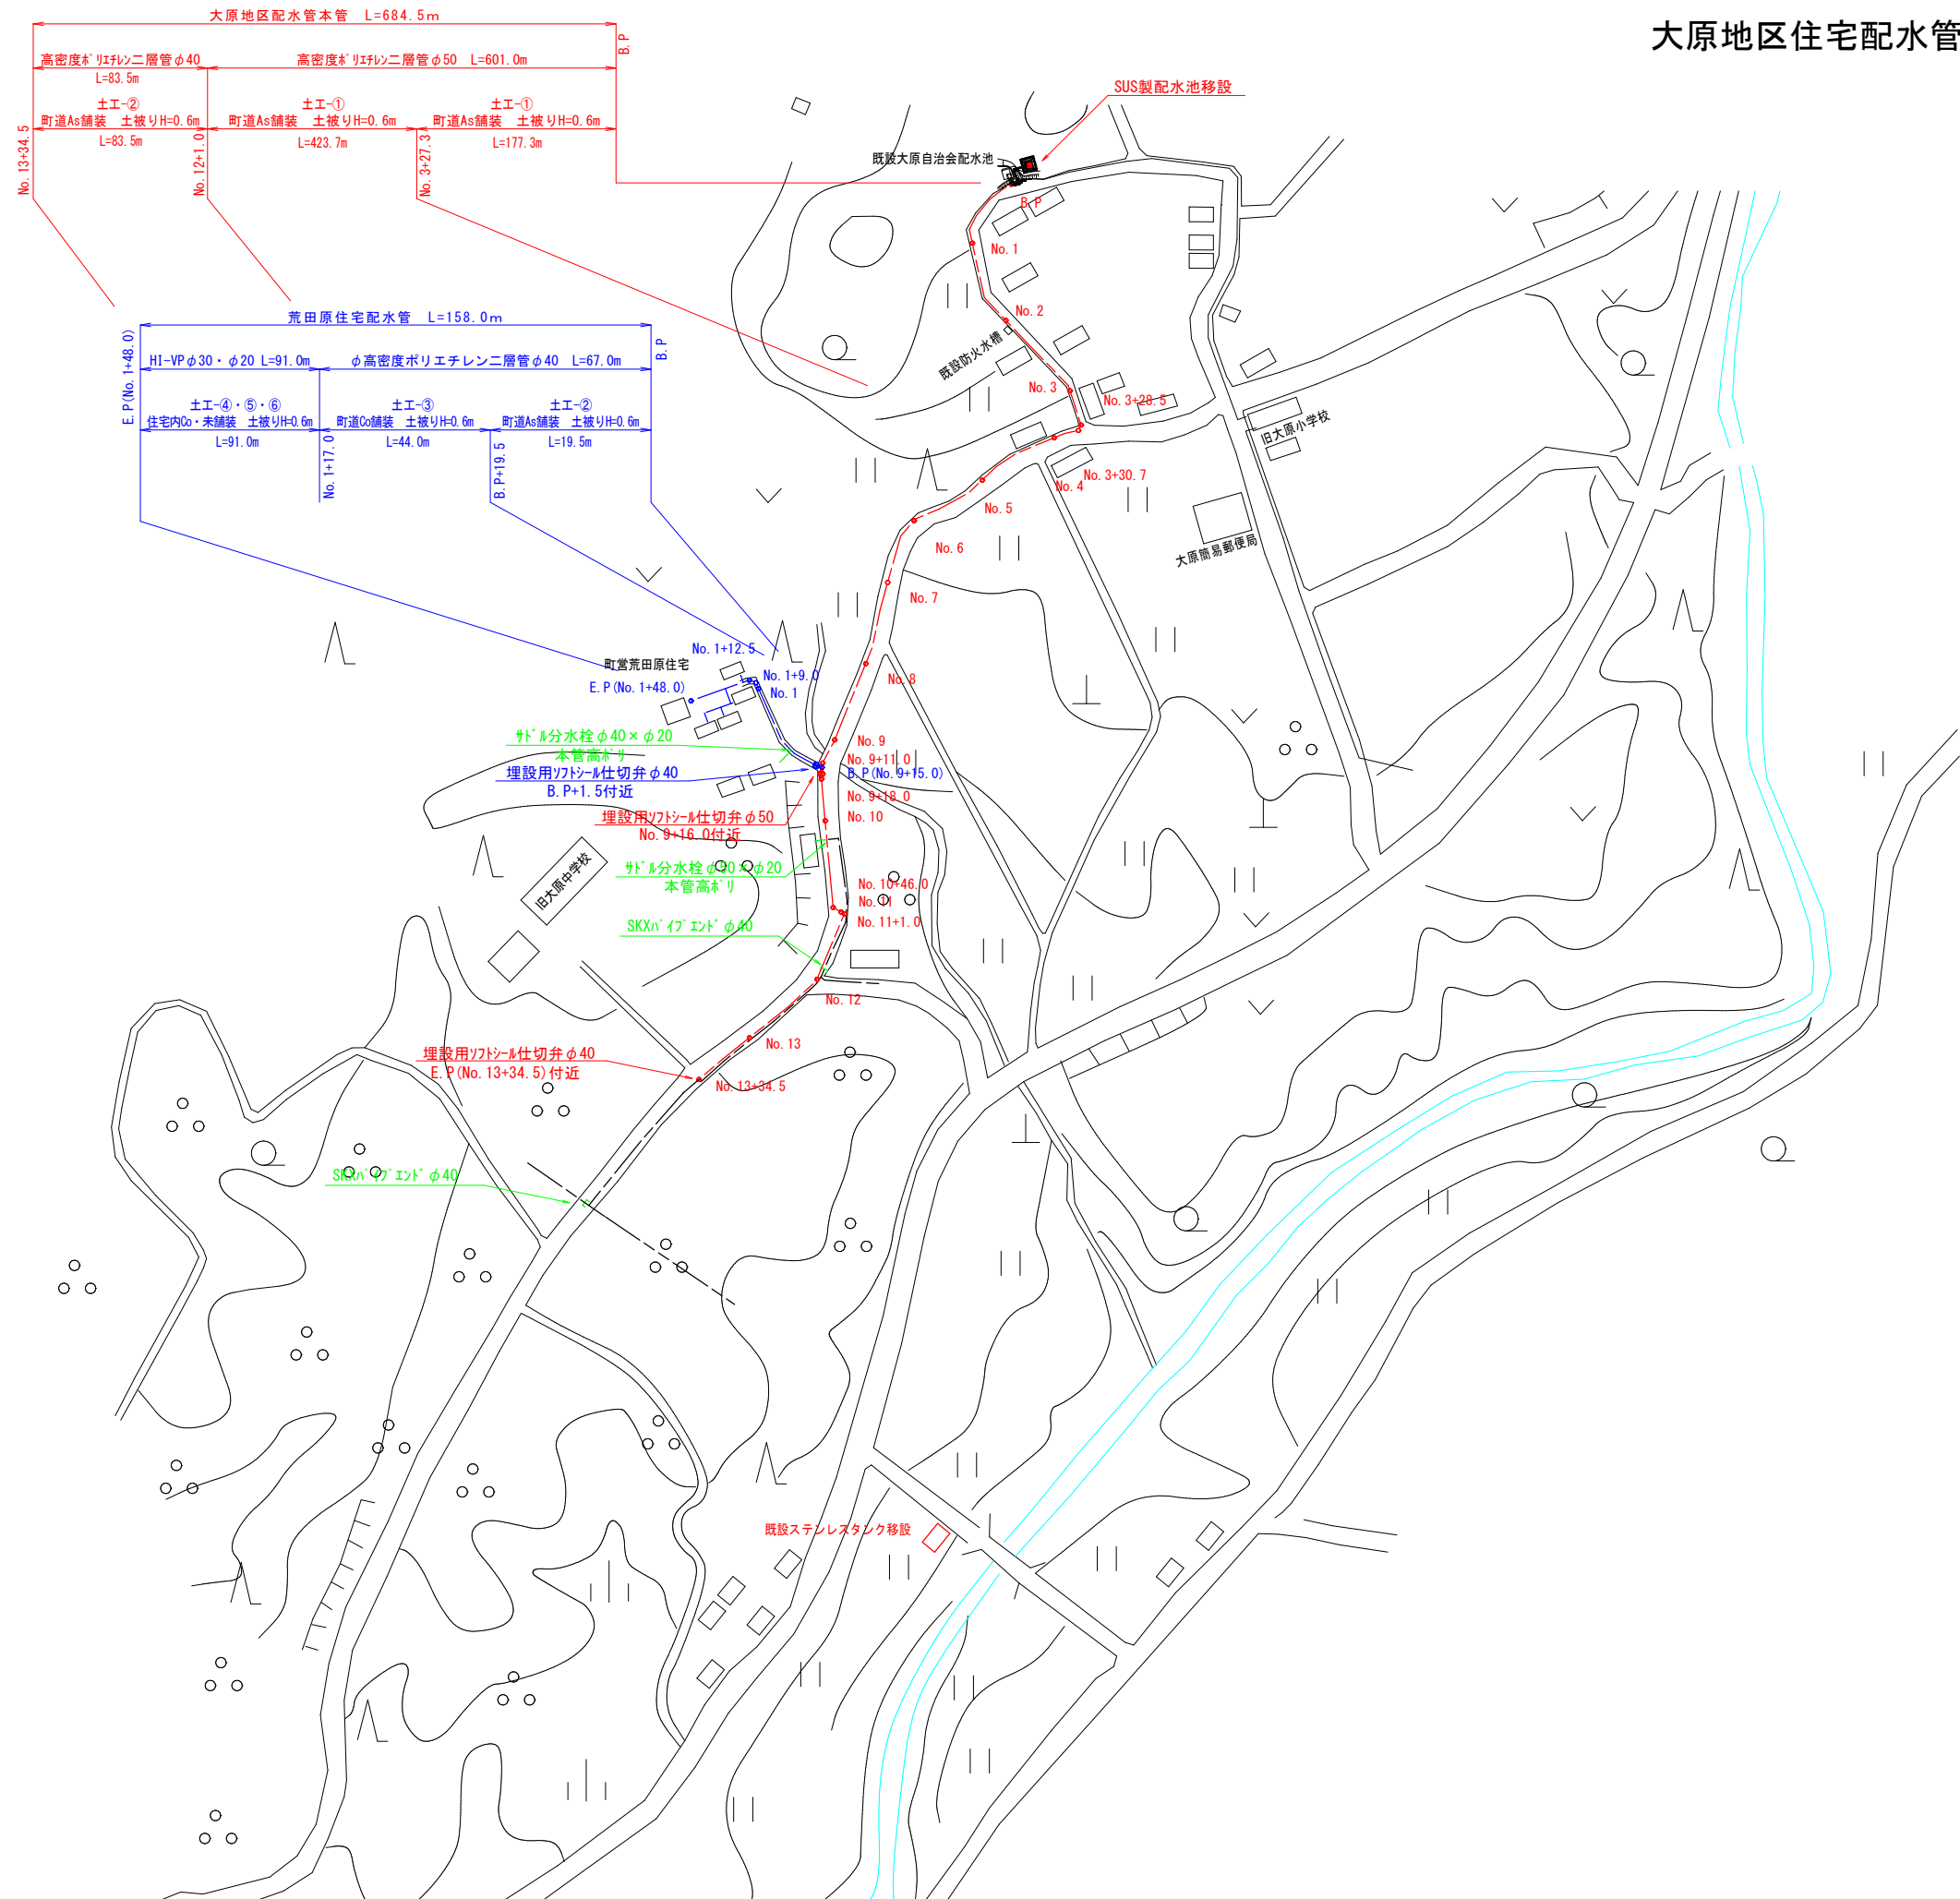 大原地区住宅配水管
大原地区配水管本管 L=684.5m
B.P
高密度ﾎﾟﾘｴﾁﾚﾝ二層管φ40
高密度ﾎﾟﾘｴﾁﾚﾝ二層管φ50 L=601.0m
L=83.5m
土工-②
土工-①
土工-①
町道As舗装 土被りH=0.6m
町道As舗装 土被りH=0.6m
町道As舗装 土被りH=0.6m
L=83.5m
L=423.7m
L=177.3m
No.13+34.5
No.12+1.0
No.3+27.3
SUS製配水池移設
既設大原自治会配水池
B.P
No.1
No.2
既設防火水槽
No.3
No.3+28.5
旧大原小学校
No.3+30.7
No.4
No.5
No.6
大原簡易郵便局
No.7
No.8
荒田原住宅配水管 L=158.0m
E.P(No.1+48.0)
B.P
HI-VPφ30・φ20 L=91.0m
φ高密度ポリエチレン二層管φ40 L=67.0m
土工-④・⑤・⑥
土工-③
土工-②
住宅内Co・未舗装 土被りH=0.6m
町道Co舗装 土被りH=0.6m
町道As舗装 土被りH=0.6m
L=91.0m
L=44.0m
L=19.5m
No.1+17.0
B.P+19.5
No.1+12.5
町営荒田原住宅
No.1+9.0
E.P(No.1+48.0)
No.1
ｻﾄﾞﾙ分水栓φ40×φ20
本管高ﾎﾟﾘ
No.9
No.9+11.0
埋設用ｿﾌﾄｼｰﾙ仕切弁φ40
B.P+1.5付近
B.P(No.9+15.0)
No.9+18.0
埋設用ｿﾌﾄｼｰﾙ仕切弁φ50
No.9+16.0付近
No.10
旧大原中学校
ｻﾄﾞﾙ分水栓φ50×φ20
本管高ﾎﾟﾘ
No.10+46.0
No.11
No.11+1.0
SKXﾊﾟｲﾌﾟｴﾝﾄﾞφ40
No.12
No.13
埋設用ｿﾌﾄｼｰﾙ仕切弁φ40
E.P(No.13+34.5)付近
No.13+34.5
SKXﾊﾟｲﾌﾟｴﾝﾄﾞφ40
既設ステンレスタンク移設